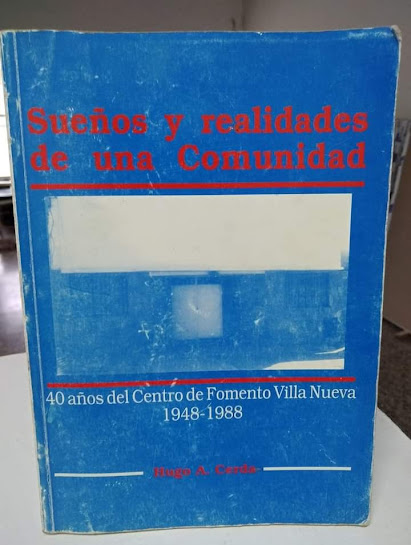 Sueños y realidades
de una Comunidad
40 años del Centro de Fomento Villa Nueva
1948-1988
Hugo A. Cerda